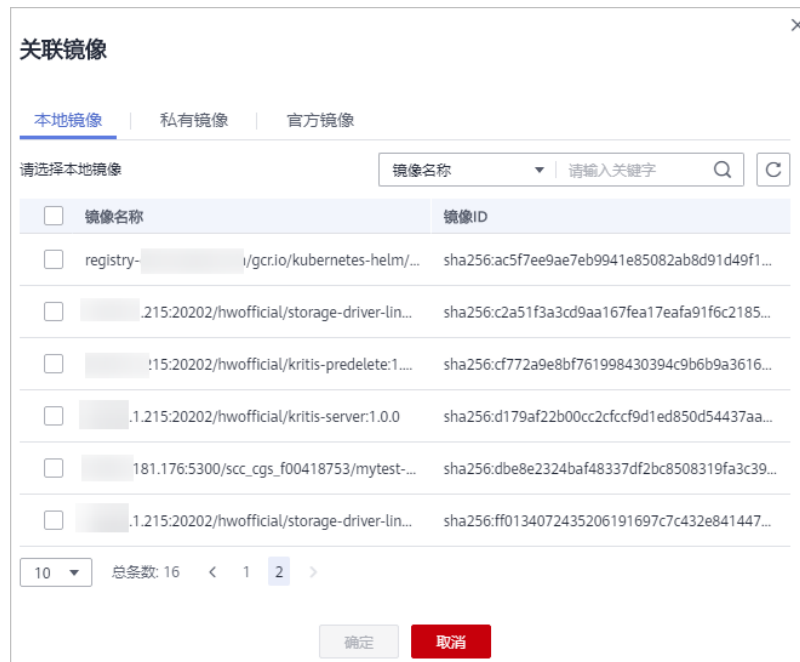 关联镜像
本地镜像 私有镜像 官方镜像
请选择本地镜像 镜像名称 请输入关键字
镜像名称 镜像ID
registry- /gcr.io/kubernetes-helm/... sha256:ac5f7ee9ae7eb9941e85082ab8d91d49f1...
.215:20202/hwofficial/storage-driver-lin... sha256:c2a51f3a3cd9aa167fea17eafa91f6c2185...
215:20202/hwofficial/kritis-predelete:1.... sha256:cf772a9e8bf761998430394c9b6b9a3616...
.1.215:20202/hwofficial/kritis-server:1.0.0 sha256:d179af22b00cc2cfccf9d1ed850d54437aa...
181.176:5300/scc_cgs_f00418753/mytest-... sha256:dbe8e2324baf48337df2bc8508319fa3c39...
.1.215:20202/hwofficial/storage-driver-lin... sha256:ff0134072435206191697c7c432e841447...
10 总条数: 16 < 1 2 >
确定 取消